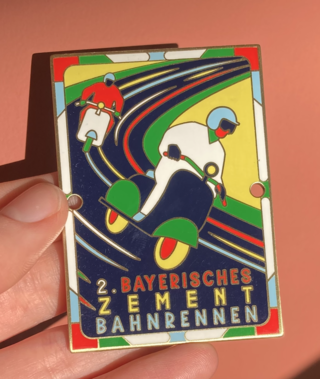 2. BAYERISCHES
ZEMENT
BAHNRENNEN